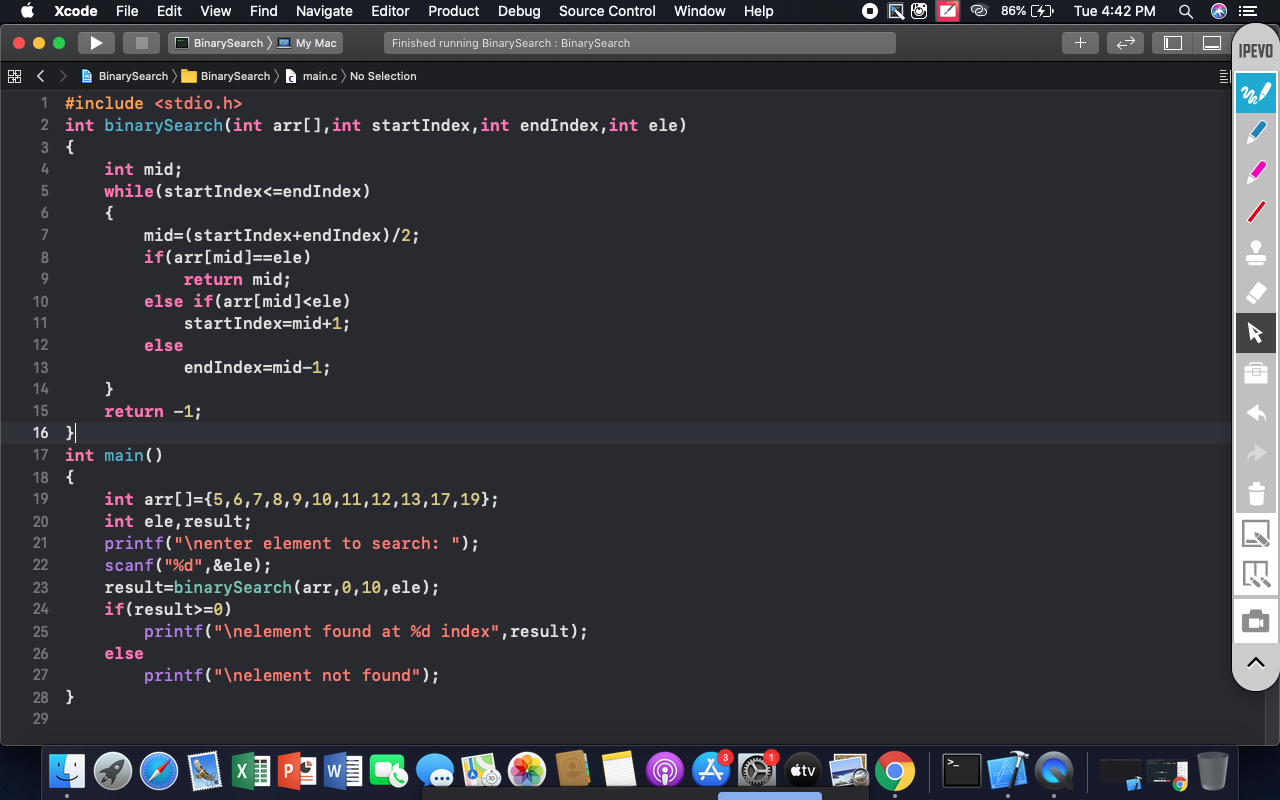 Xcode File Edit View Find Navigate Editor Product Debug Source Control Window Help 86% Tue 4:42 PM
BinarySearch My Mac Finished running BinarySearch : BinarySearch
IPEVO
BinarySearch BinarySearch main.c No Selection
1 #include <stdio.h>
2 int binarySearch(int arr[],int startIndex,int endIndex,int ele)
3 {
4 int mid;
5 while(startIndex<=endIndex)
6 {
7 mid=(startIndex+endIndex)/2;
8 if(arr[mid]==ele)
9 return mid;
10 else if(arr[mid]<ele)
11 startIndex=mid+1;
12 else
13 endIndex=mid-1;
14 }
15 return -1;
16 }
17 int main()
18 {
19 int arr[]={5,6,7,8,9,10,11,12,13,17,19};
20 int ele,result;
21 printf("\nenter element to search: ");
22 scanf("%d",&ele);
23 result=binarySearch(arr,0,10,ele);
24 if(result>=0)
25 printf("\nelement found at %d index",result);
26 else
27 printf("\nelement not found");
28 }
29
X P W 3 1 tv >_